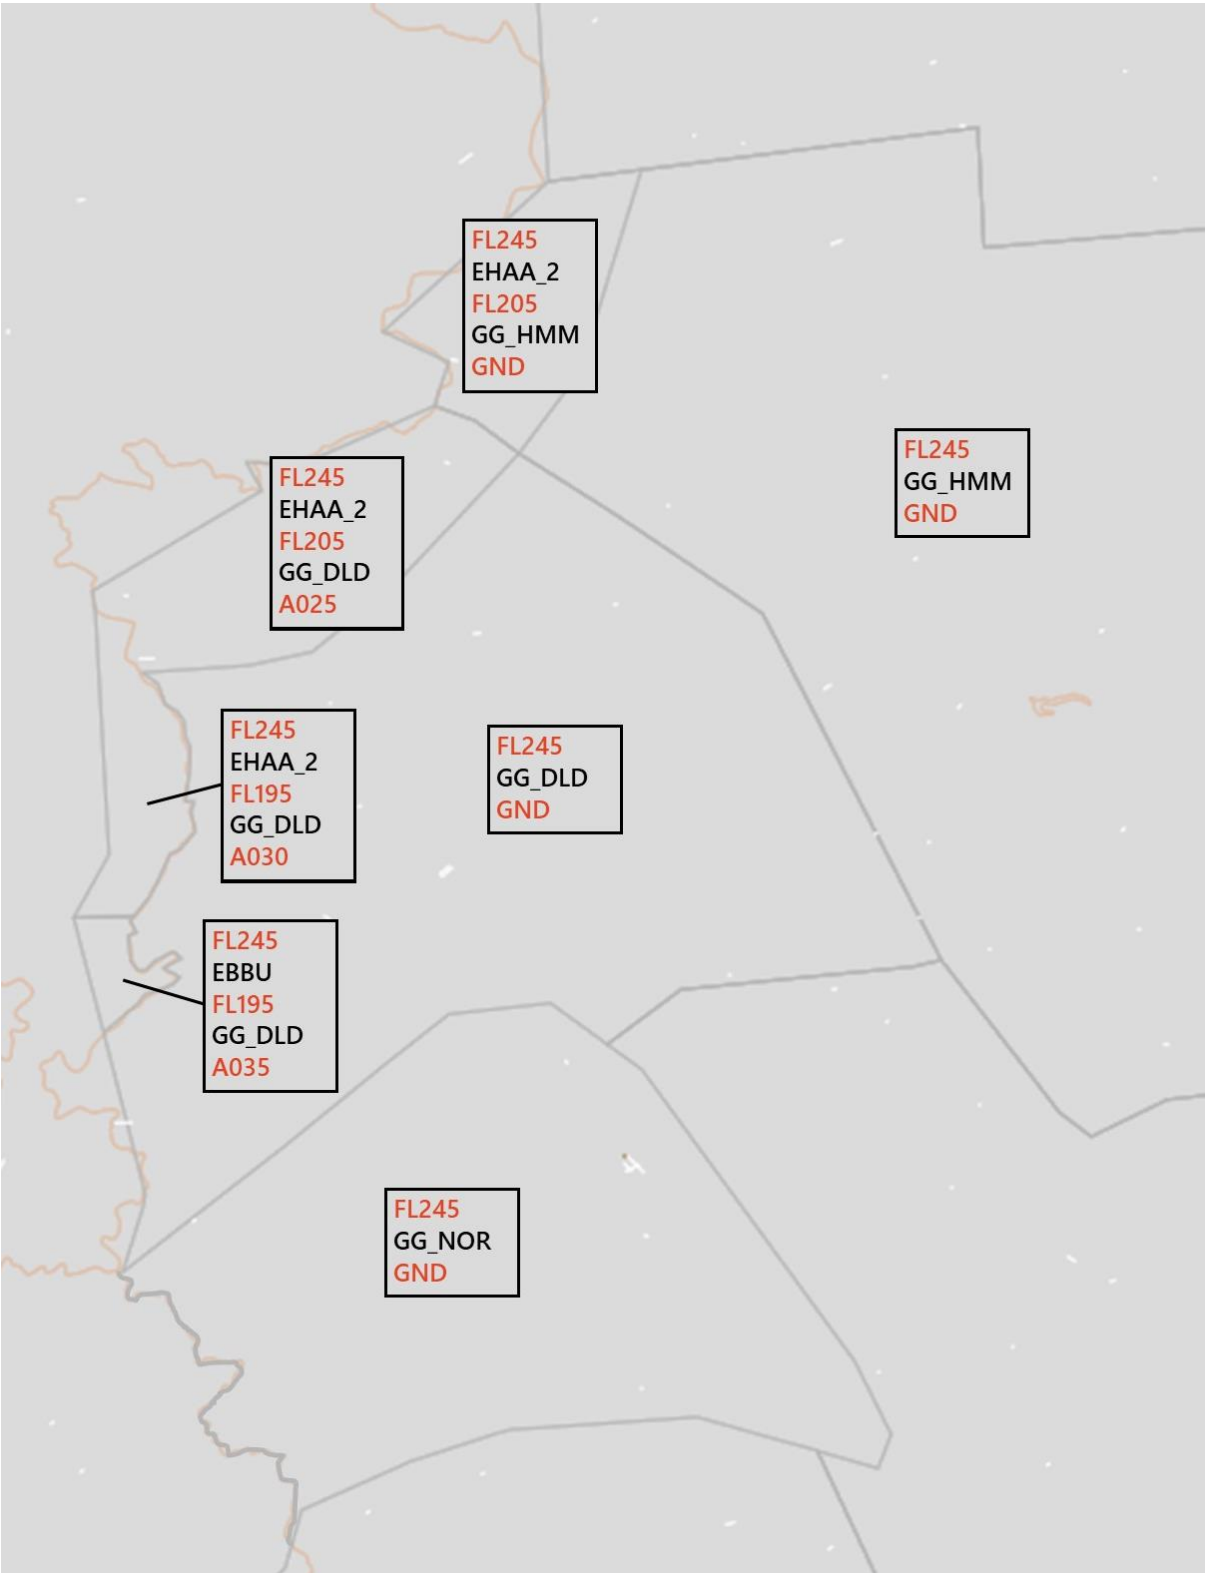 FL245
EHAA_2
FL205
GG_HMM
GND
FL245
GG_HMM
GND
FL245
EHAA_2
FL205
GG_DLD
A025
FL245
EHAA_2
FL195
GG_DLD
A030
FL245
GG_DLD
GND
FL245
EBBU
FL195
GG_DLD
A035
FL245
GG_NOR
GND